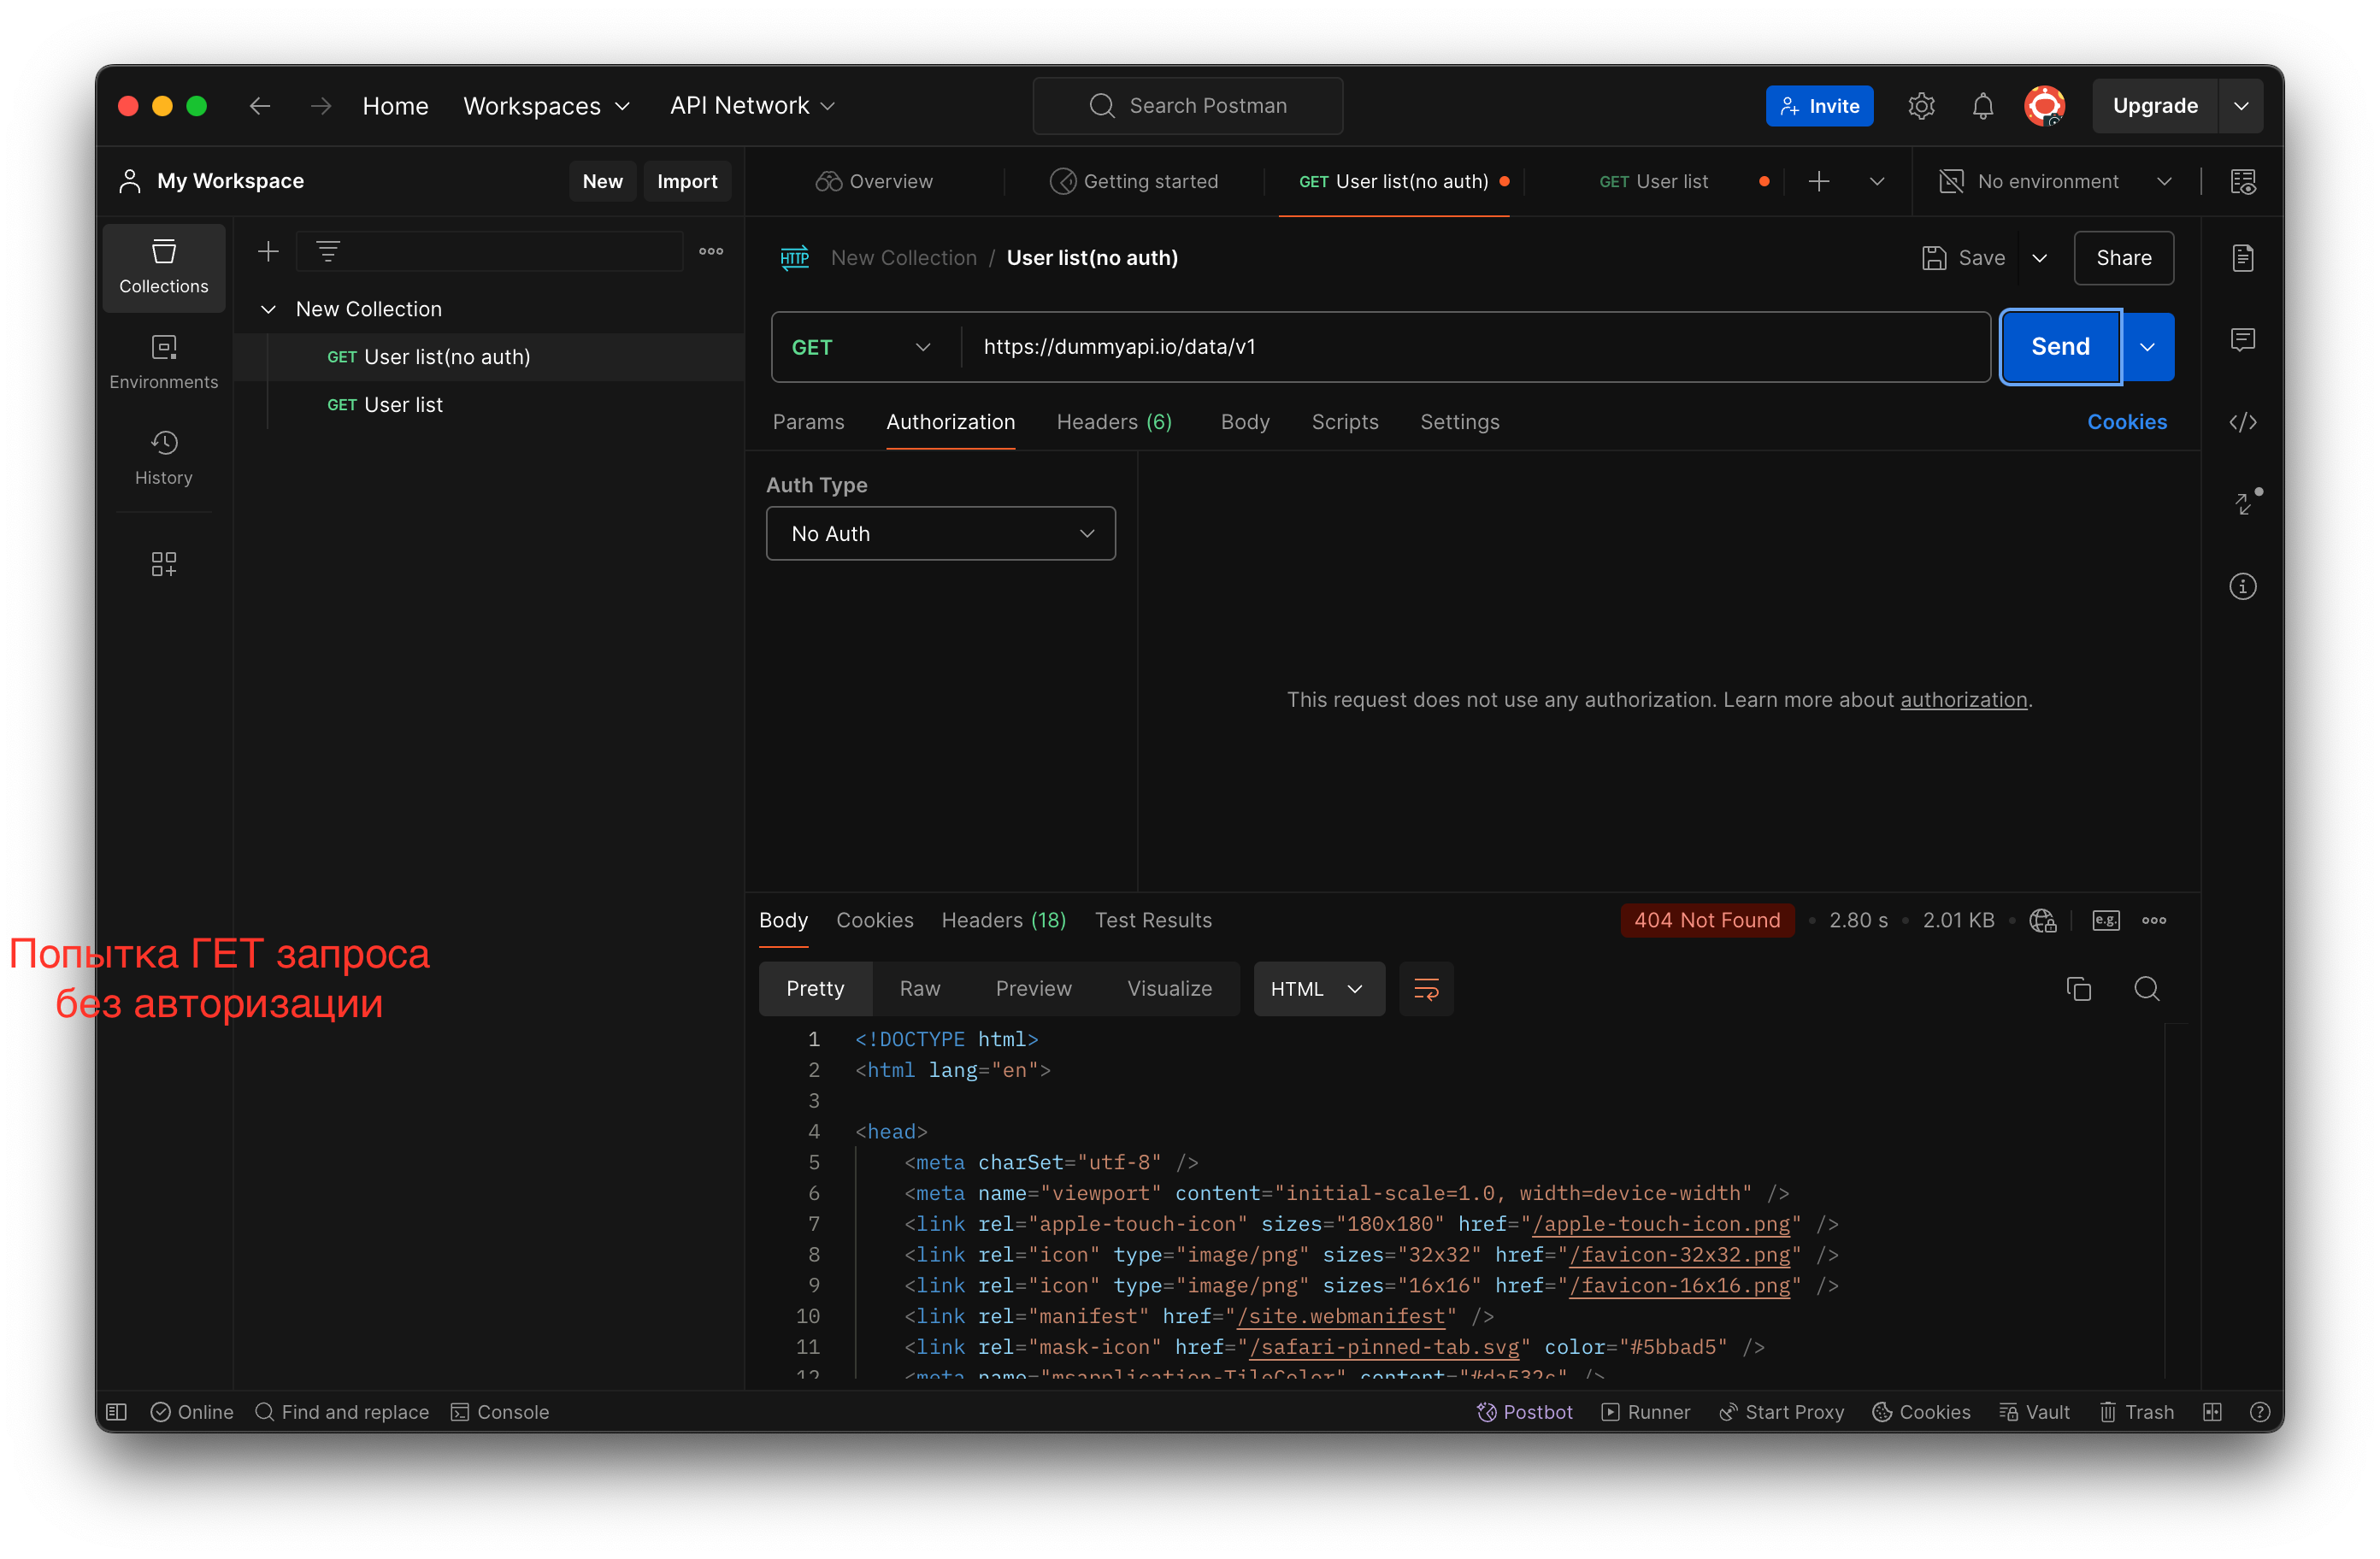 Home Workspaces API Network Search Postman Invite Upgrade
My Workspace New Import Overview Getting started GET User list(no auth) GET User list No environment
Collections
Environments
History
New Collection
GET User list(no auth)
GET User list
HTTP New Collection / User list(no auth) Save Share
GET https://dummyapi.io/data/v1 Send
Params Authorization Headers (6) Body Scripts Settings Cookies
Auth Type
No Auth
This request does not use any authorization. Learn more about authorization.
Попытка ГЕТ запроса
без авторизации
Body Cookies Headers (18) Test Results 404 Not Found 2.80 s 2.01 KB e.g.
Pretty Raw Preview Visualize HTML
1 <!DOCTYPE html>
2 <html lang="en">
3
4 <head>
5 <meta charSet="utf-8" />
6 <meta name="viewport" content="initial-scale=1.0, width=device-width" />
7 <link rel="apple-touch-icon" sizes="180x180" href="/apple-touch-icon.png" />
8 <link rel="icon" type="image/png" sizes="32x32" href="/favicon-32x32.png" />
9 <link rel="icon" type="image/png" sizes="16x16" href="/favicon-16x16.png" />
10 <link rel="manifest" href="/site.webmanifest" />
11 <link rel="mask-icon" href="/safari-pinned-tab.svg" color="#5bbad5" />
12 <meta name="msapplication-TileColor" content="#da532c" />
Online Find and replace Console Postbot Runner Start Proxy Cookies Vault Trash